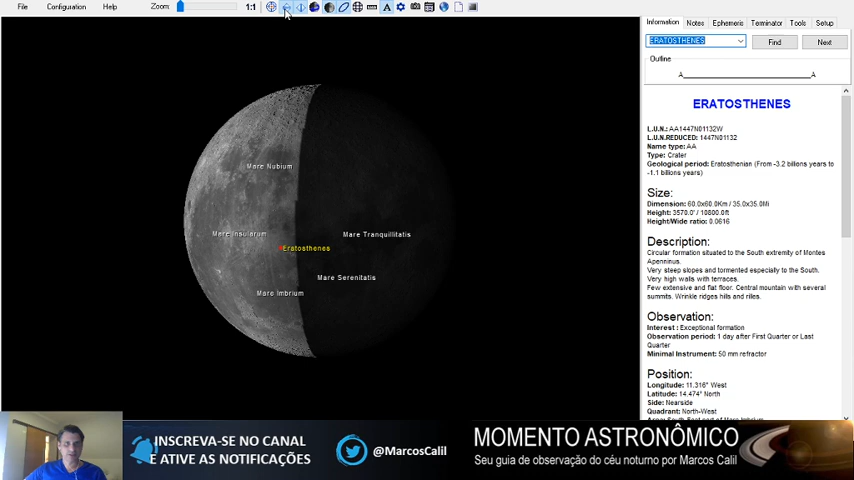 File Configuration Help Zoom: 1:1
Information Notes Ephemeris Terminator Tools Setup
ERATOSTHENES Find Next
Outline
A A
ERATOSTHENES
L.U.N.: AA1447N01132W
L.U.N.REDUCED: 1447N01132
Name type: AA
Type: Crater
Geological period: Eratosthenian (From -3.2 billions years to
-1.1 billions years)
Size:
Dimension: 60.0x60.0Km / 35.0x35.0Mi
Height: 3570.0' / 10800.0ft
Height/Wide ratio: 0.0616
Description:
Circular formation situated to the South extremity of Montes
Apenninus.
Very steep slopes and tormented especially to the South.
Very high walls with terraces.
Few extensive and flat floor. Central mountain with several
summits. Wrinkle ridges hills and rilles.
Observation:
Interest : Exceptional formation
Observation period: 1 day after First Quarter or Last
Quarter
Minimal Instrument: 50 mm refractor
Position:
Longitude: 11.316° West
Latitude: 14.474° North
Side: Nearside
Quadrant: North-West
Mare Nubium
Mare Insularum
Mare Tranquillitatis
Eratosthenes
Mare Serenitatis
Mare Imbrium
INSCREVA-SE NO CANAL
E ATIVE AS NOTIFICAÇÕES
@MarcosCalil
MOMENTO ASTRONÔMICO
Seu guia de observação do céu noturno por Marcos Calil